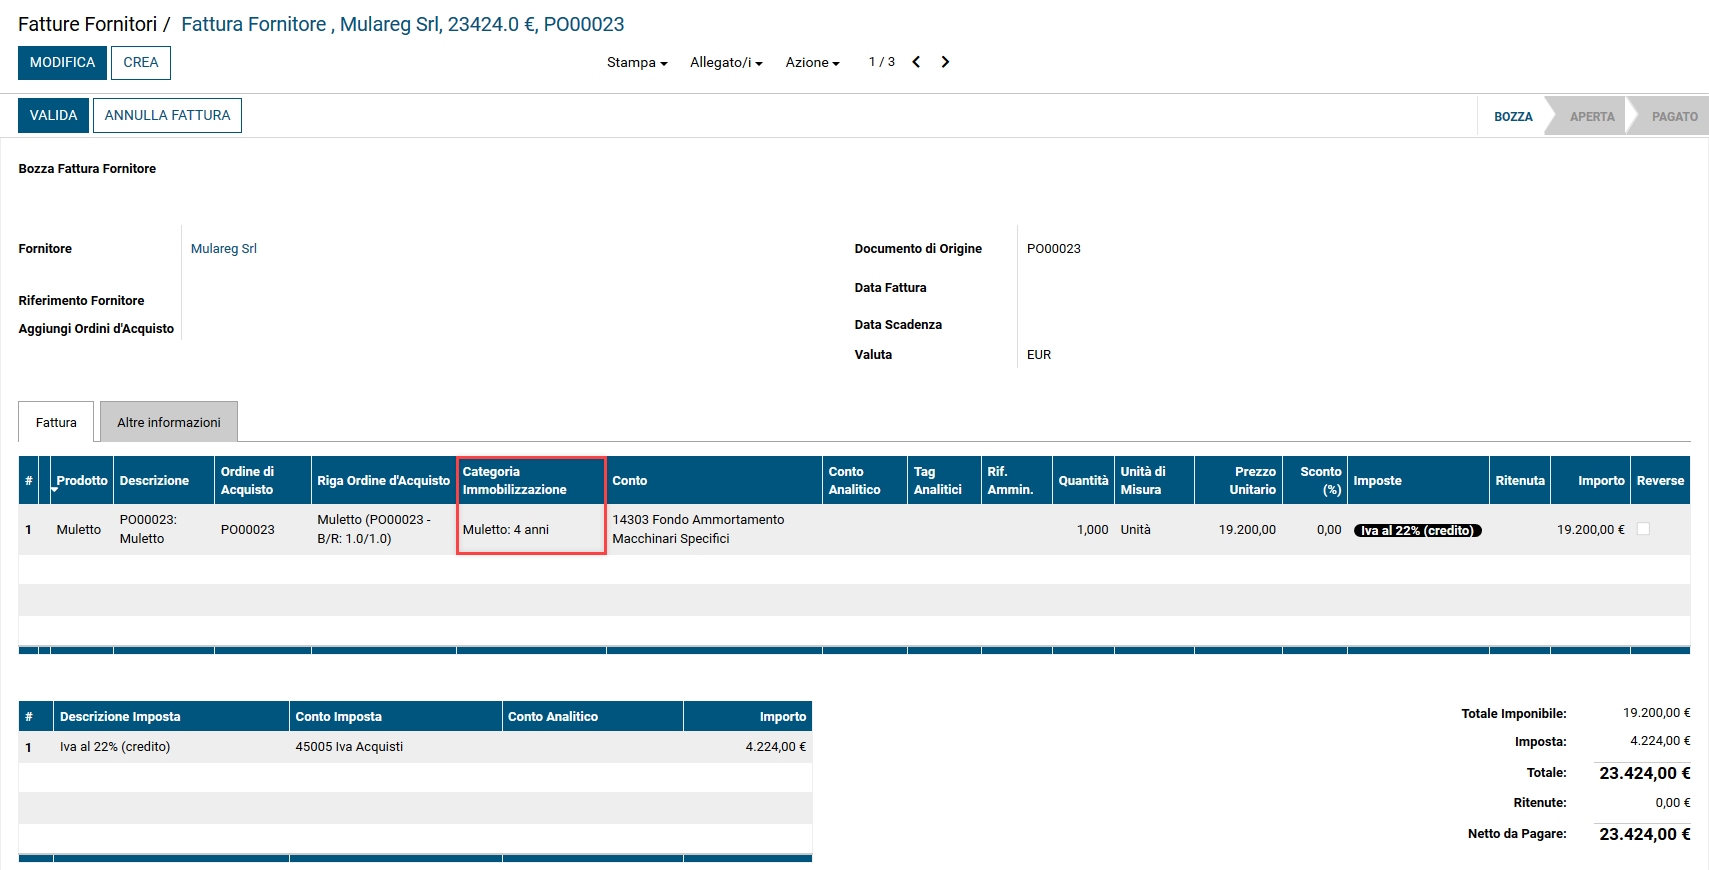 Fatture Fornitori / Fattura Fornitore , Mulareg Srl, 23424.0 €, PO00023
MODIFICA CREA Stampa Allegato/i Azione 1 / 3
VALIDA ANNULLA FATTURA BOZZA APERTA PAGATO
Bozza Fattura Fornitore
Fornitore Mulareg Srl Documento di Origine PO00023
Data Fattura
Riferimento Fornitore
Data Scadenza
Aggiungi Ordini d'Acquisto
Valuta EUR
Fattura Altre informazioni
# Prodotto Descrizione Ordine di Acquisto Riga Ordine d'Acquisto Categoria Immobilizzazione Conto Conto Analitico Tag Analitici Rif. Ammin. Quantità Unità di Misura Prezzo Unitario Sconto (%) Imposte Ritenuta Importo Reverse
1 Muletto PO00023: Muletto PO00023 Muletto (PO00023 - B/R: 1.0/1.0) Muletto: 4 anni 14303 Fondo Ammortamento Macchinari Specifici 1,000 Unità 19.200,00 0,00 Iva al 22% (credito) 19.200,00 €
# Descrizione Imposta Conto Imposta Conto Analitico Importo
1 Iva al 22% (credito) 45005 Iva Acquisti 4.224,00 €
Totale Imponibile: 19.200,00 €
Imposta: 4.224,00 €
Totale: 23.424,00 €
Ritenute: 0,00 €
Netto da Pagare: 23.424,00 €